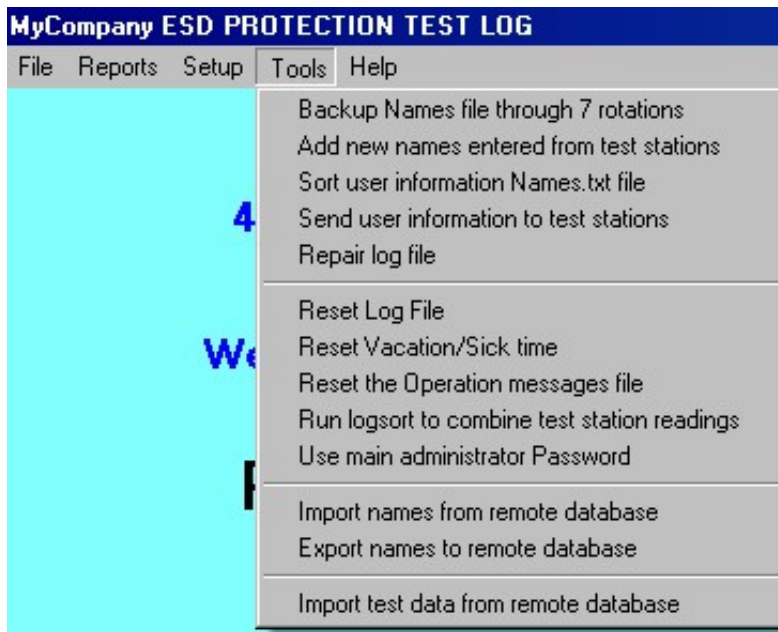 MyCompany ESD PROTECTION TEST LOG
File Reports Setup Tools Help
Backup Names file through 7 rotations
Add new names entered from test stations
Sort user information Names.txt file
4
Send user information to test stations
Repair log file
Reset Log File
We
Reset Vacation/Sick time
Reset the Operation messages file
Run logsort to combine test station readings
Use main administrator Password
Import names from remote database
Export names to remote database
Import test data from remote database